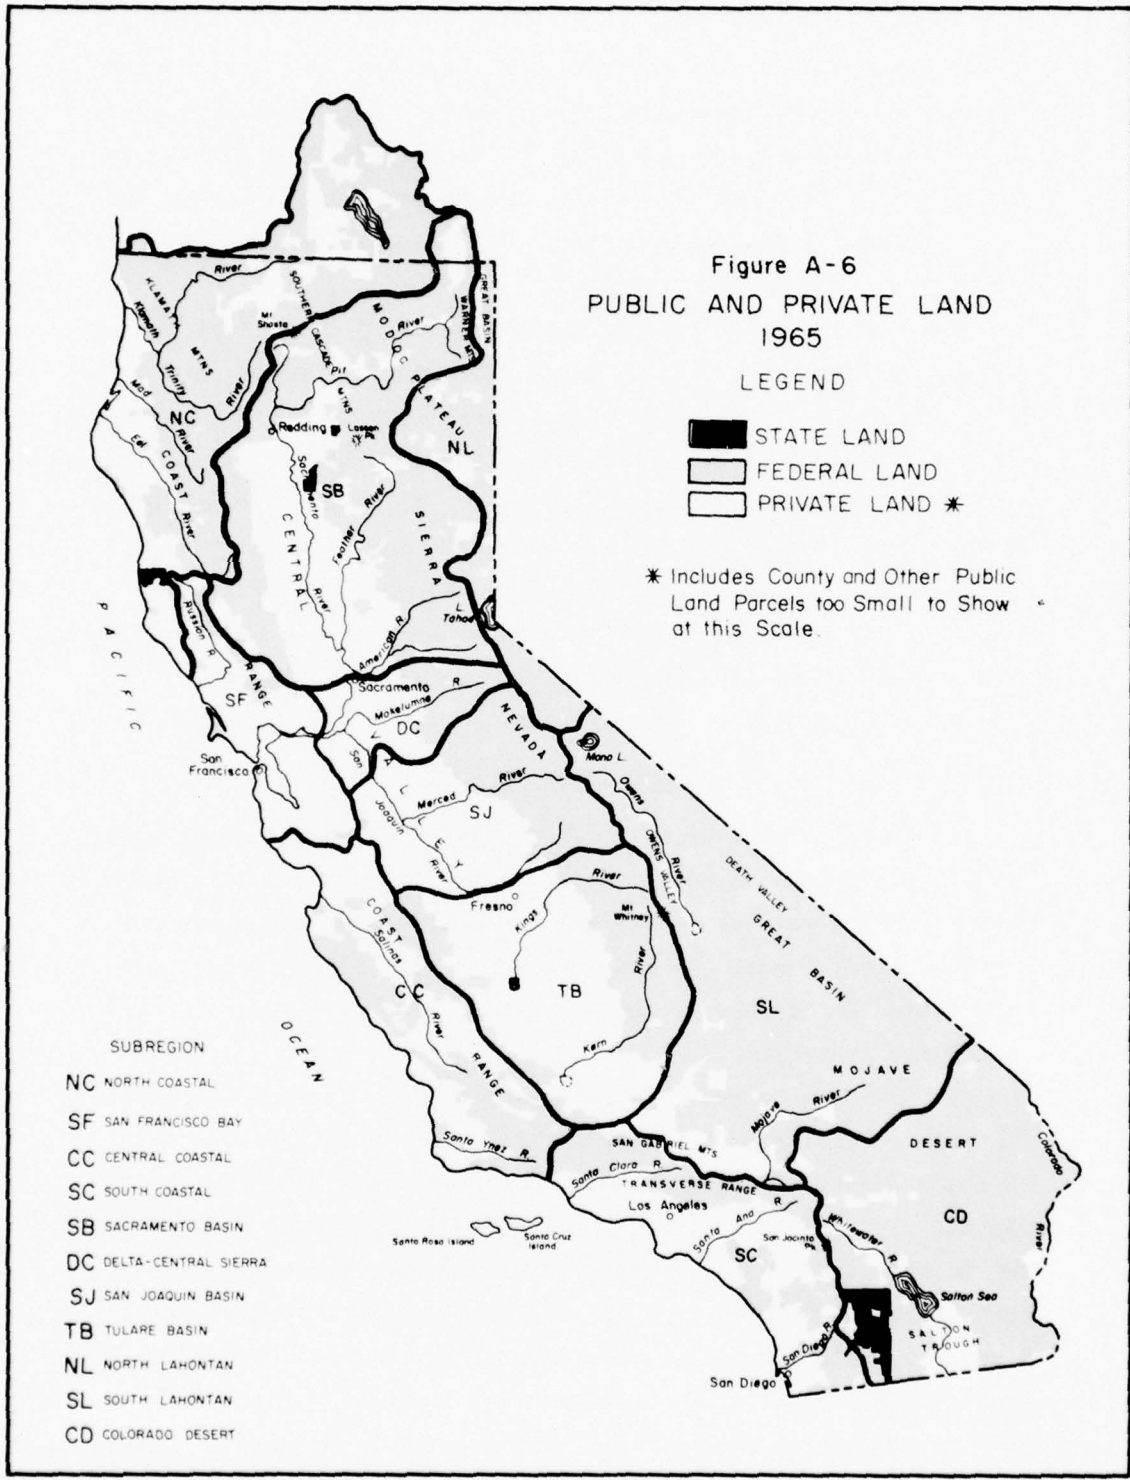 Figure A-6
PUBLIC AND PRIVATE LAND
1965
LEGEND
STATE LAND
FEDERAL LAND
PRIVATE LAND *
* Includes County and Other Public
Land Parcels too Small to Show
at this Scale.
KLAMATH
MTNS
River
Klamath
Trinity
River
Mad
River
NC
Eel
River
COAST
RANGE
Mt
Shasta
SOUTHERN
CASCADE
MTNS
Pit
River
MODOC PLATEAU
WARNER MTS
GREAT BASIN
NL
Redding
Lassen
Pk
SB
Sacramento
River
CENTRAL
VALLEY
Feather
River
SIERRA
NEVADA
American R
L
Tahoe
PACIFIC
OCEAN
Russian R
SF
Sacramento
Mokelumne R
DC
San
Francisco
San
Joaquin
River
Merced River
SJ
Mono L.
Owens
River
OWENS VALLEY
DEATH VALLEY
GREAT
BASIN
Fresno
Kings
River
Mt
Whitney
Kern
River
TB
SL
COAST
RANGE
Salinas
River
CC
MOJAVE
DESERT
Mojave River
Santa Ynez R.
SAN GABRIEL MTS
Santa Clara R.
TRANSVERSE RANGE
Los Angeles
Santa Ana R.
SC
San Jacinto
Pk
Santa Rosa Island
Santa Cruz
Island
Whitewater R
CD
Colorado
River
Salton Sea
SALTON
TROUGH
San Diego R.
San Diego
SUBREGION
NC NORTH COASTAL
SF SAN FRANCISCO BAY
CC CENTRAL COASTAL
SC SOUTH COASTAL
SB SACRAMENTO BASIN
DC DELTA-CENTRAL SIERRA
SJ SAN JOAQUIN BASIN
TB TULARE BASIN
NL NORTH LAHONTAN
SL SOUTH LAHONTAN
CD COLORADO DESERT